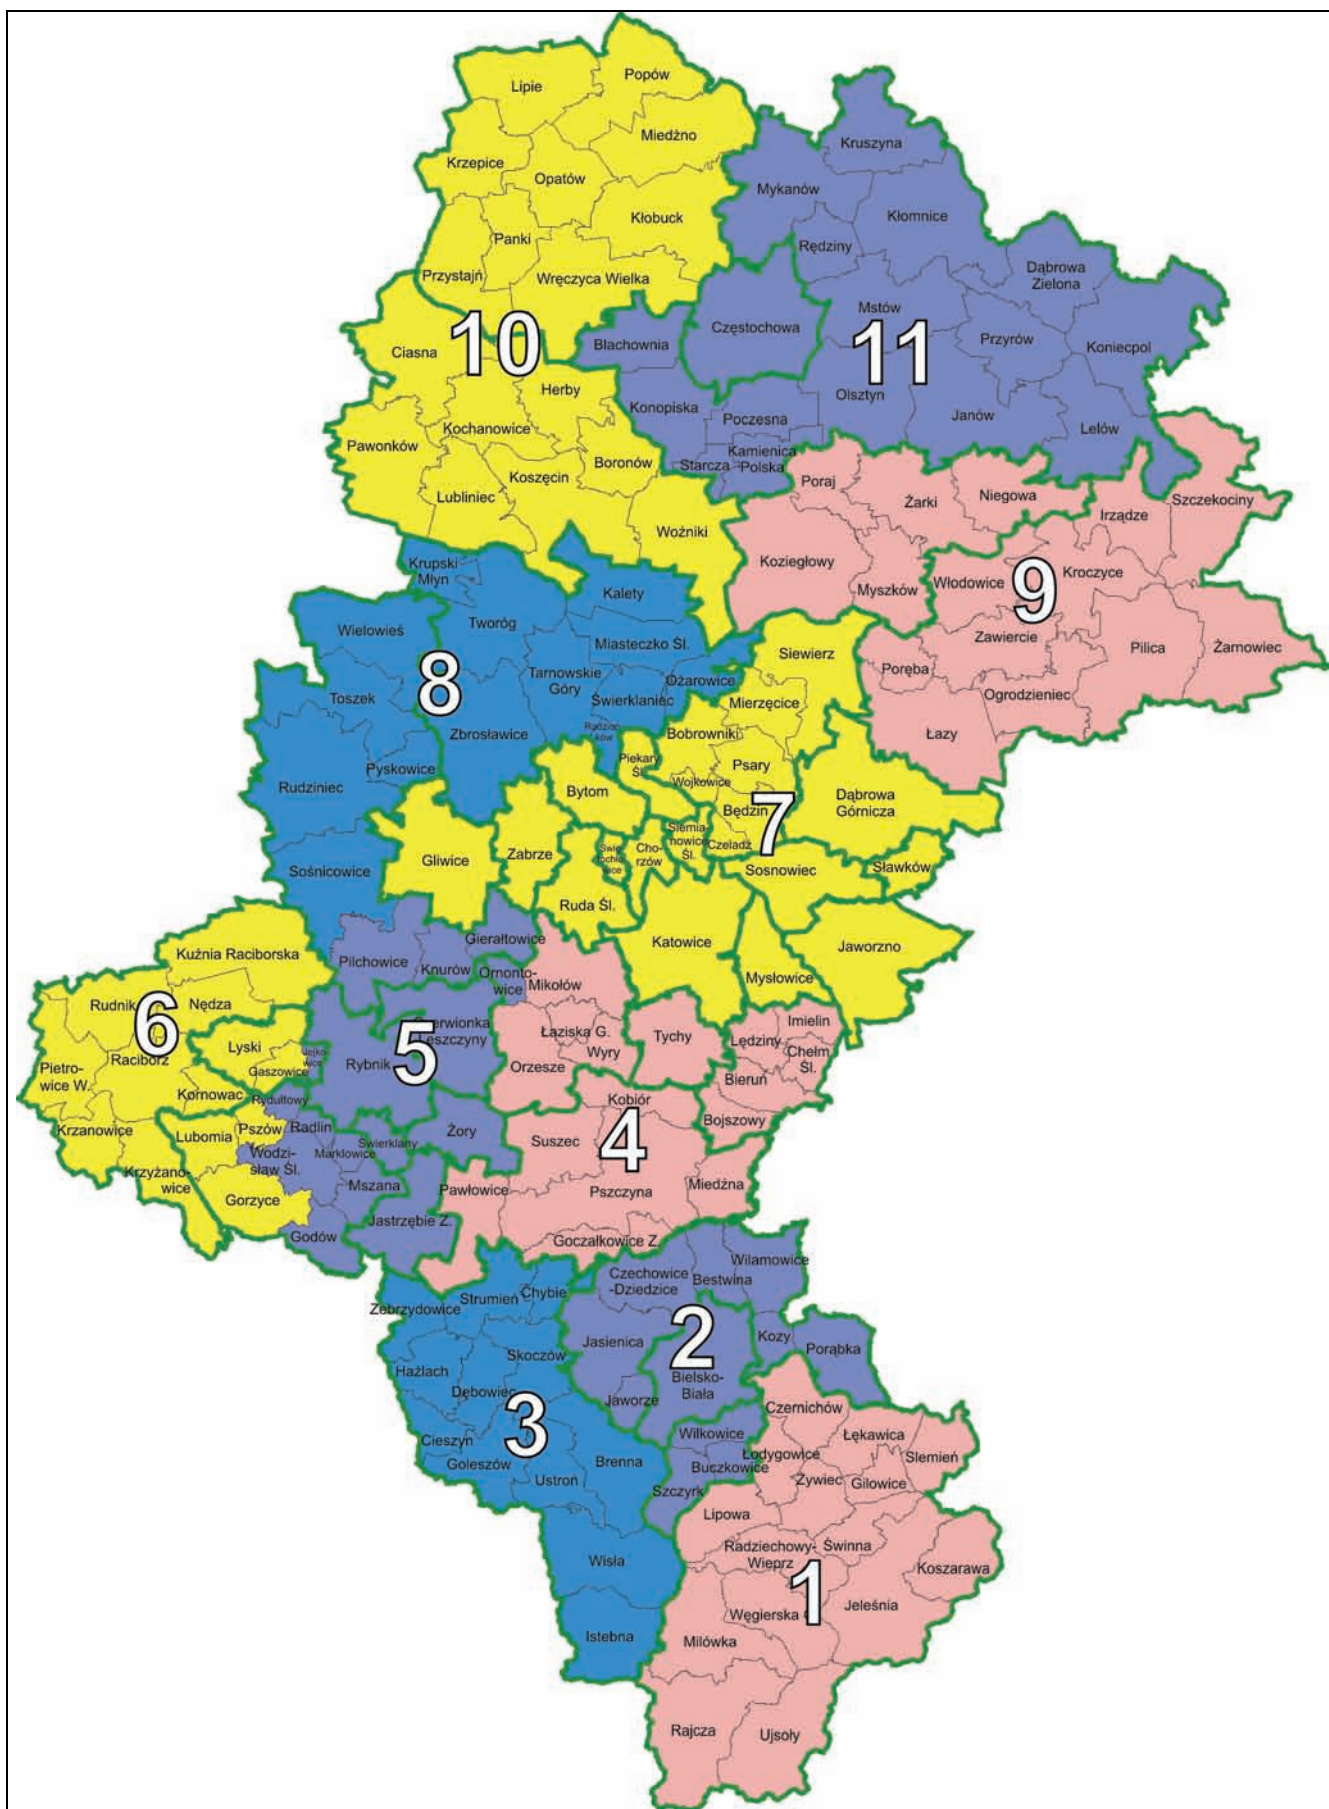 Popów
Lipie
Miedźno
Kruszyna
Krzepice
Opatów
Mykanów
Kłomnice
Kłobuck
Panki
Rędziny
Przystajń
Wręczyca Wielka
Dąbrowa
Zielona
Mstów
Częstochowa
10
11
Blachownia
Przyrów
Koniecpol
Ciasna
Herby
Olsztyn
Konopiska
Poczesna
Janów
Lelów
Kochanowice
Pawonków
Kamienica
Polska
Starcza
Boronów
Koszęcin
Poraj
Lubliniec
Żarki
Niegowa
Szczekociny
Irządze
Woźniki
Koziegłowy
Krupski
Młyn
Kroczyce
Włodowice
9
Myszków
Kalety
Tworóg
Wielowieś
Zawiercie
Miasteczko Śl.
Siewierz
Pilica
Żarnowiec
Poręba
Tarnowskie
Góry
Ożarowice
8
Ogrodzieniec
Toszek
Świerklaniec
Mierzęcice
Radzion
ków
Zbrosławice
Bobrowniki
Łazy
Pyskowice
Piekary
Śl.
Psary
Rudziniec
Wojkowice
Bytom
Dąbrowa
Górnicza
Będzin
7
Siemia-
nowice
Śl.
Czeladź
Gliwice
Zabrze
Świę
tochło
wice
Cho-
rzów
Sośnicowice
Sosnowiec
Sławków
Ruda Śl.
Katowice
Gierałtowice
Jaworzno
Kuźnia Raciborska
Pilchowice
Knurów
Mysłowice
Ornonto-
wice
Mikołów
Rudnik
Nędza
6
Imielin
Czerwionka
Leszczyny
Łaziska G.
Tychy
Lędziny
5
Lyski
Wyry
Chełm
Śl.
Racibórz
Rybnik
Orzesze
Pietro-
wice W.
Gaszowice
Bieruń
Kornowac
Rydułtowy
Kobiór
Bojszowy
Krzanowice
Lubomia
Pszów
Radlin
Żory
Suszec
4
Świerklany
Wodzi-
sław Śl.
Marklowice
Krzyżano-
wice
Mszana
Pawłowice
Pszczyna
Miedźna
Gorzyce
Jastrzębie Z.
Godów
Goczałkowice Z.
Wilamowice
Czechowice
-Dziedzice
Bestwina
Chybie
Strumień
Zebrzydowice
2
Jasienica
Kozy
Porąbka
Skoczów
Hażlach
Bielsko-
Biała
Dębowiec
Jaworze
Czernichów
3
Wilkowice
Łękawica
Cieszyn
Łodygowice
Ślemień
Goleszów
Brenna
Buczkowice
Ustroń
Żywiec
Gilowice
Szczyrk
Lipowa
Radziechowy-
Wieprz
Świnna
Wisła
Koszarawa
1
Jeleśnia
Węgierska G
Istebna
Milówka
Rajcza
Ujsoły